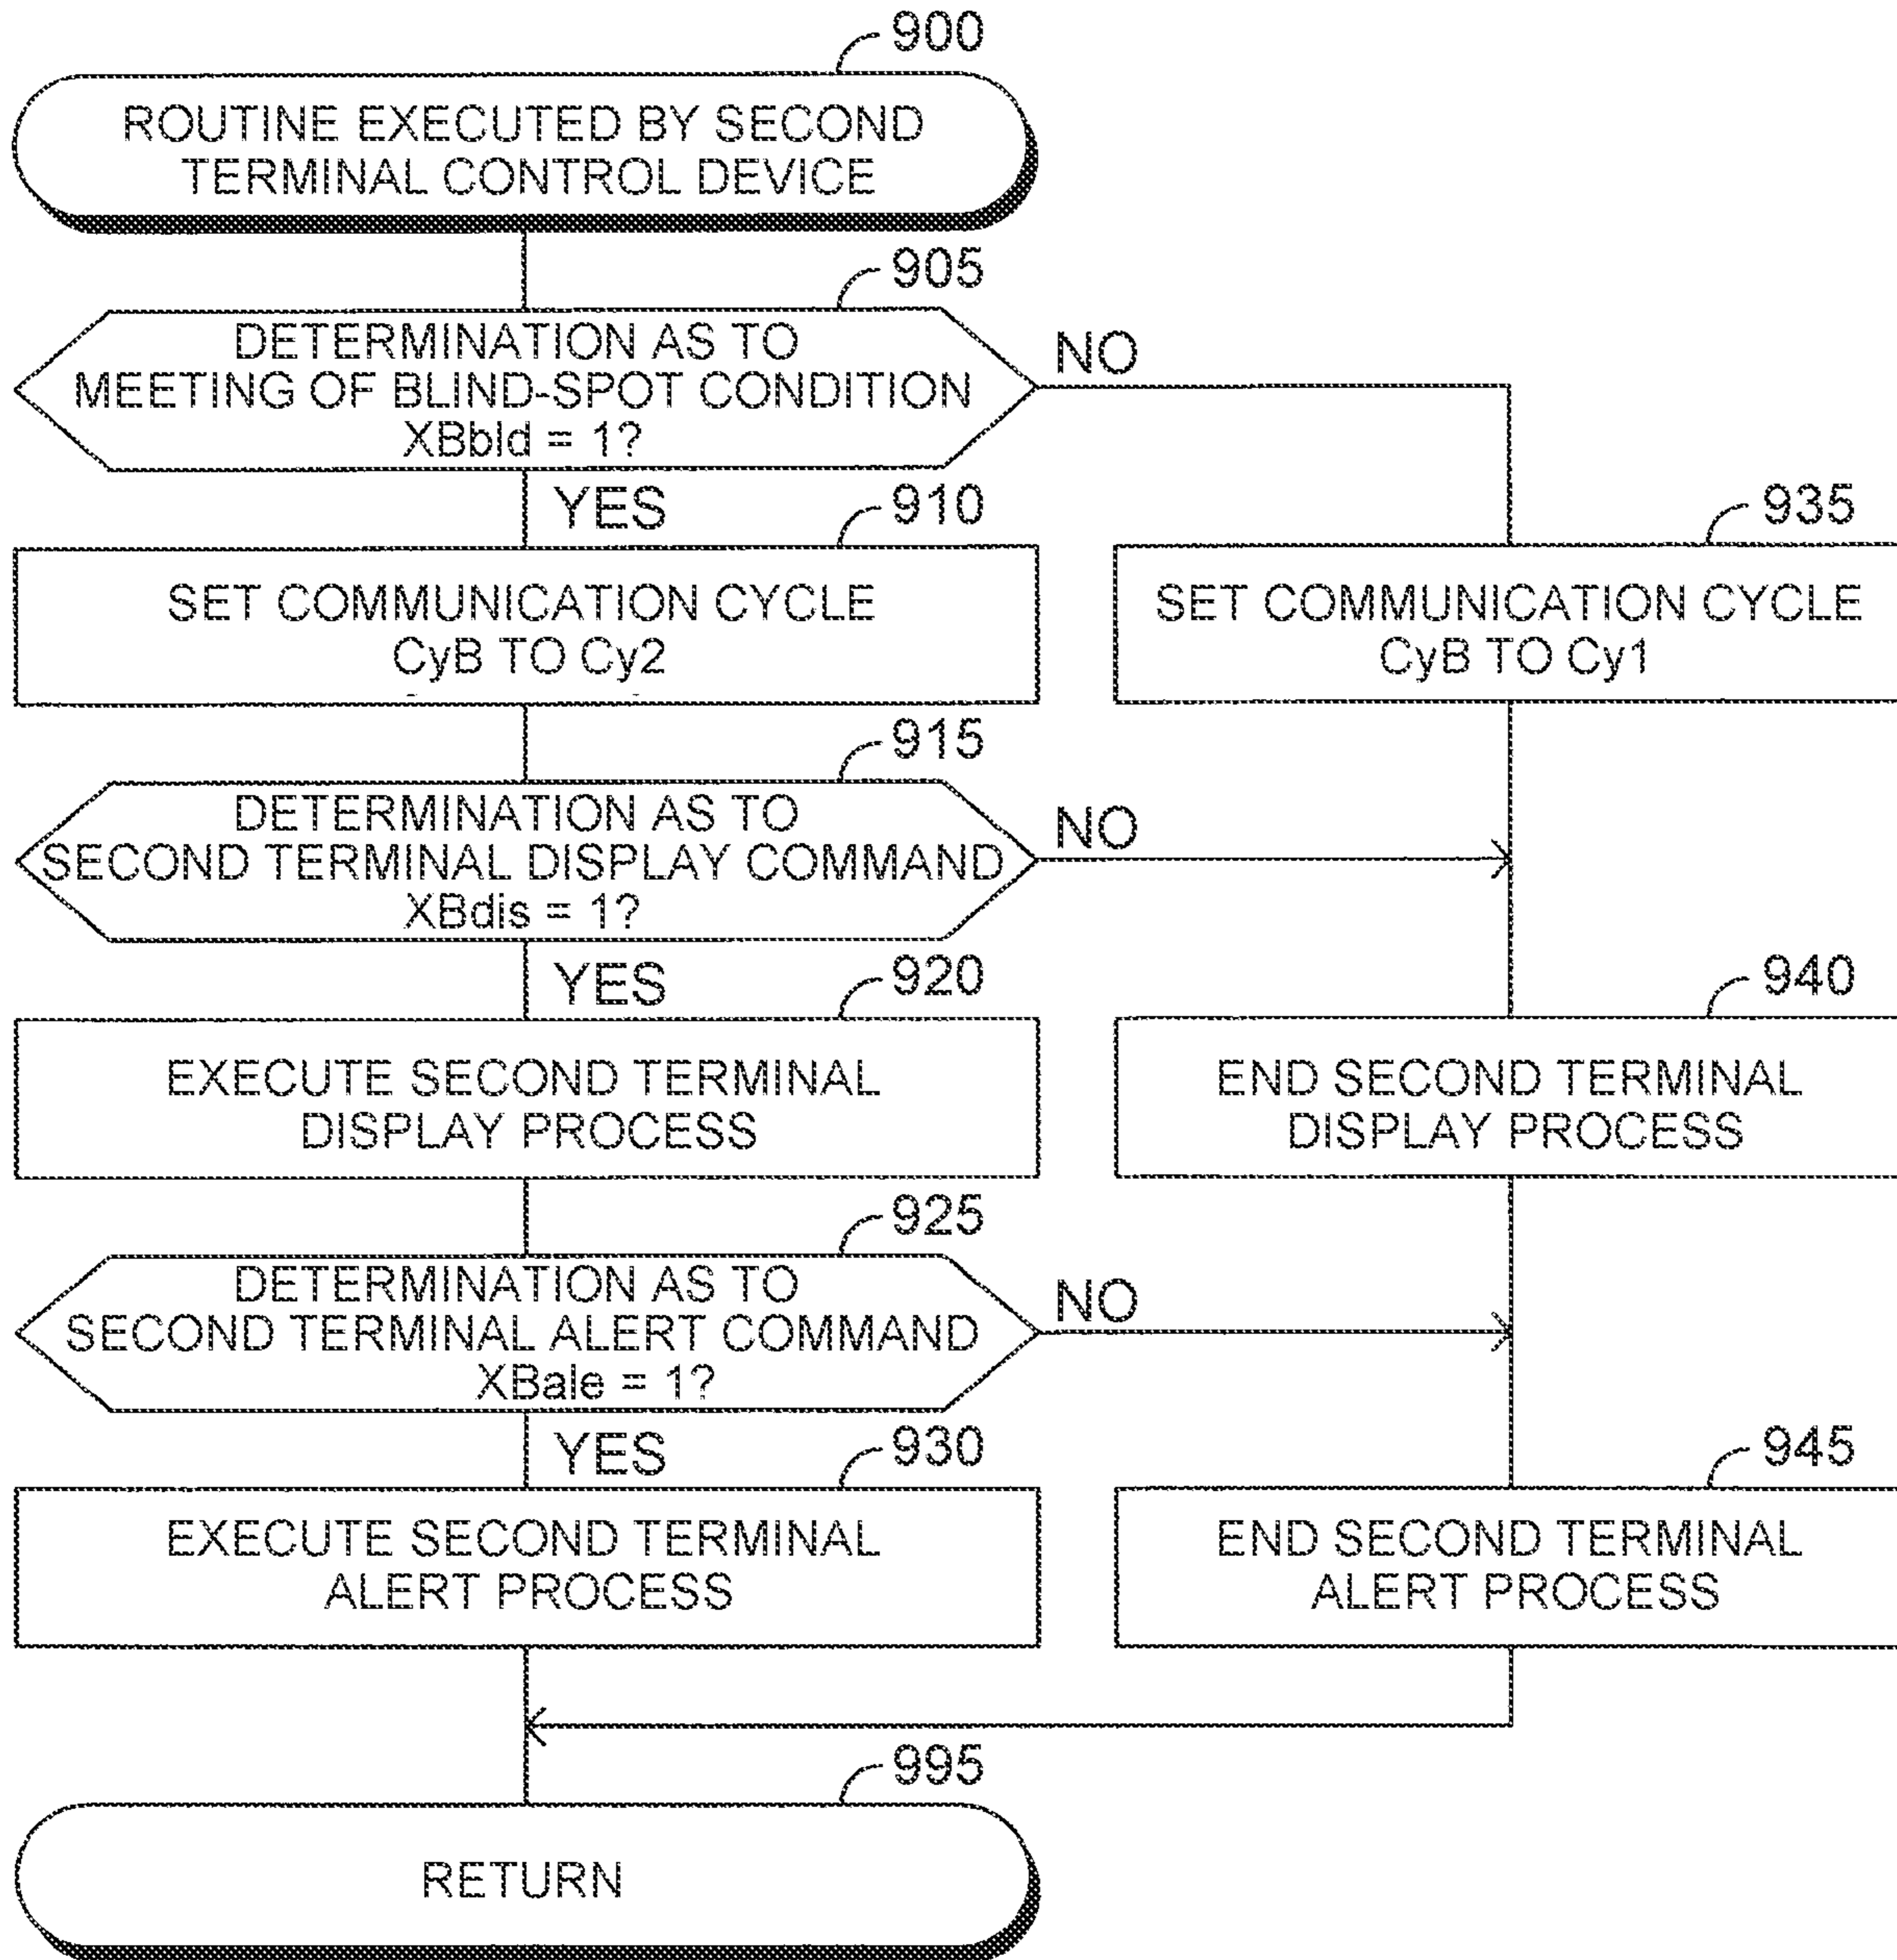 900
ROUTINE EXECUTED BY SECOND
TERMINAL CONTROL DEVICE
905
DETERMINATION AS TO
MEETING OF BLIND-SPOT CONDITION
XBbld = 1?
NO
YES
910
SET COMMUNICATION CYCLE
CyB TO Cy2
935
SET COMMUNICATION CYCLE
CyB TO Cy1
915
DETERMINATION AS TO
SECOND TERMINAL DISPLAY COMMAND
XBdis = 1?
NO
YES
920
EXECUTE SECOND TERMINAL
DISPLAY PROCESS
940
END SECOND TERMINAL
DISPLAY PROCESS
925
DETERMINATION AS TO
SECOND TERMINAL ALERT COMMAND
XBale = 1?
NO
YES
930
EXECUTE SECOND TERMINAL
ALERT PROCESS
945
END SECOND TERMINAL
ALERT PROCESS
995
RETURN